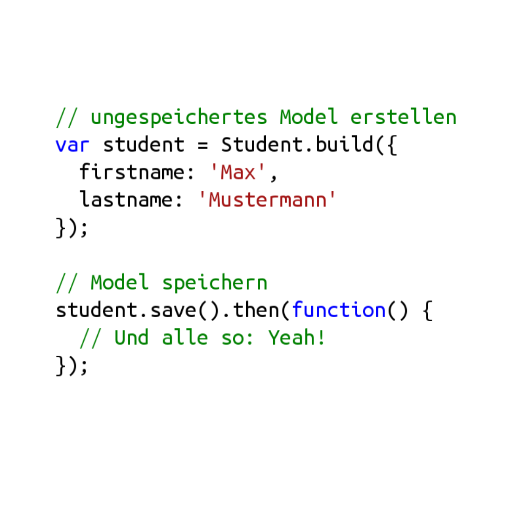 // ungespeichertes Model erstellen
var student = Student.build({
  firstname: 'Max',
  lastname: 'Mustermann'
});

// Model speichern
student.save().then(function() {
  // Und alle so: Yeah!
});